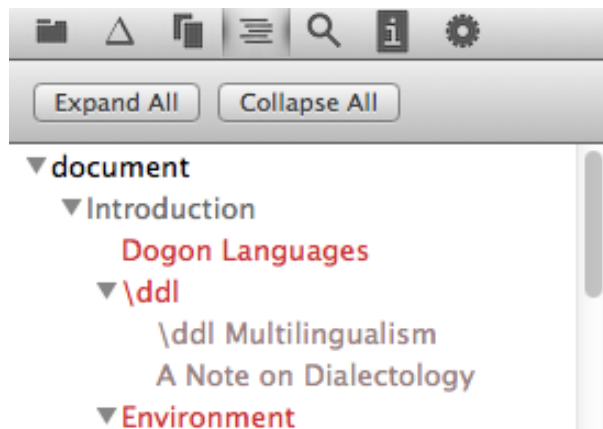 i
Expand All Collapse All
document
Introduction
Dogon Languages
\ddl
\ddl Multilingualism
A Note on Dialectology
Environment